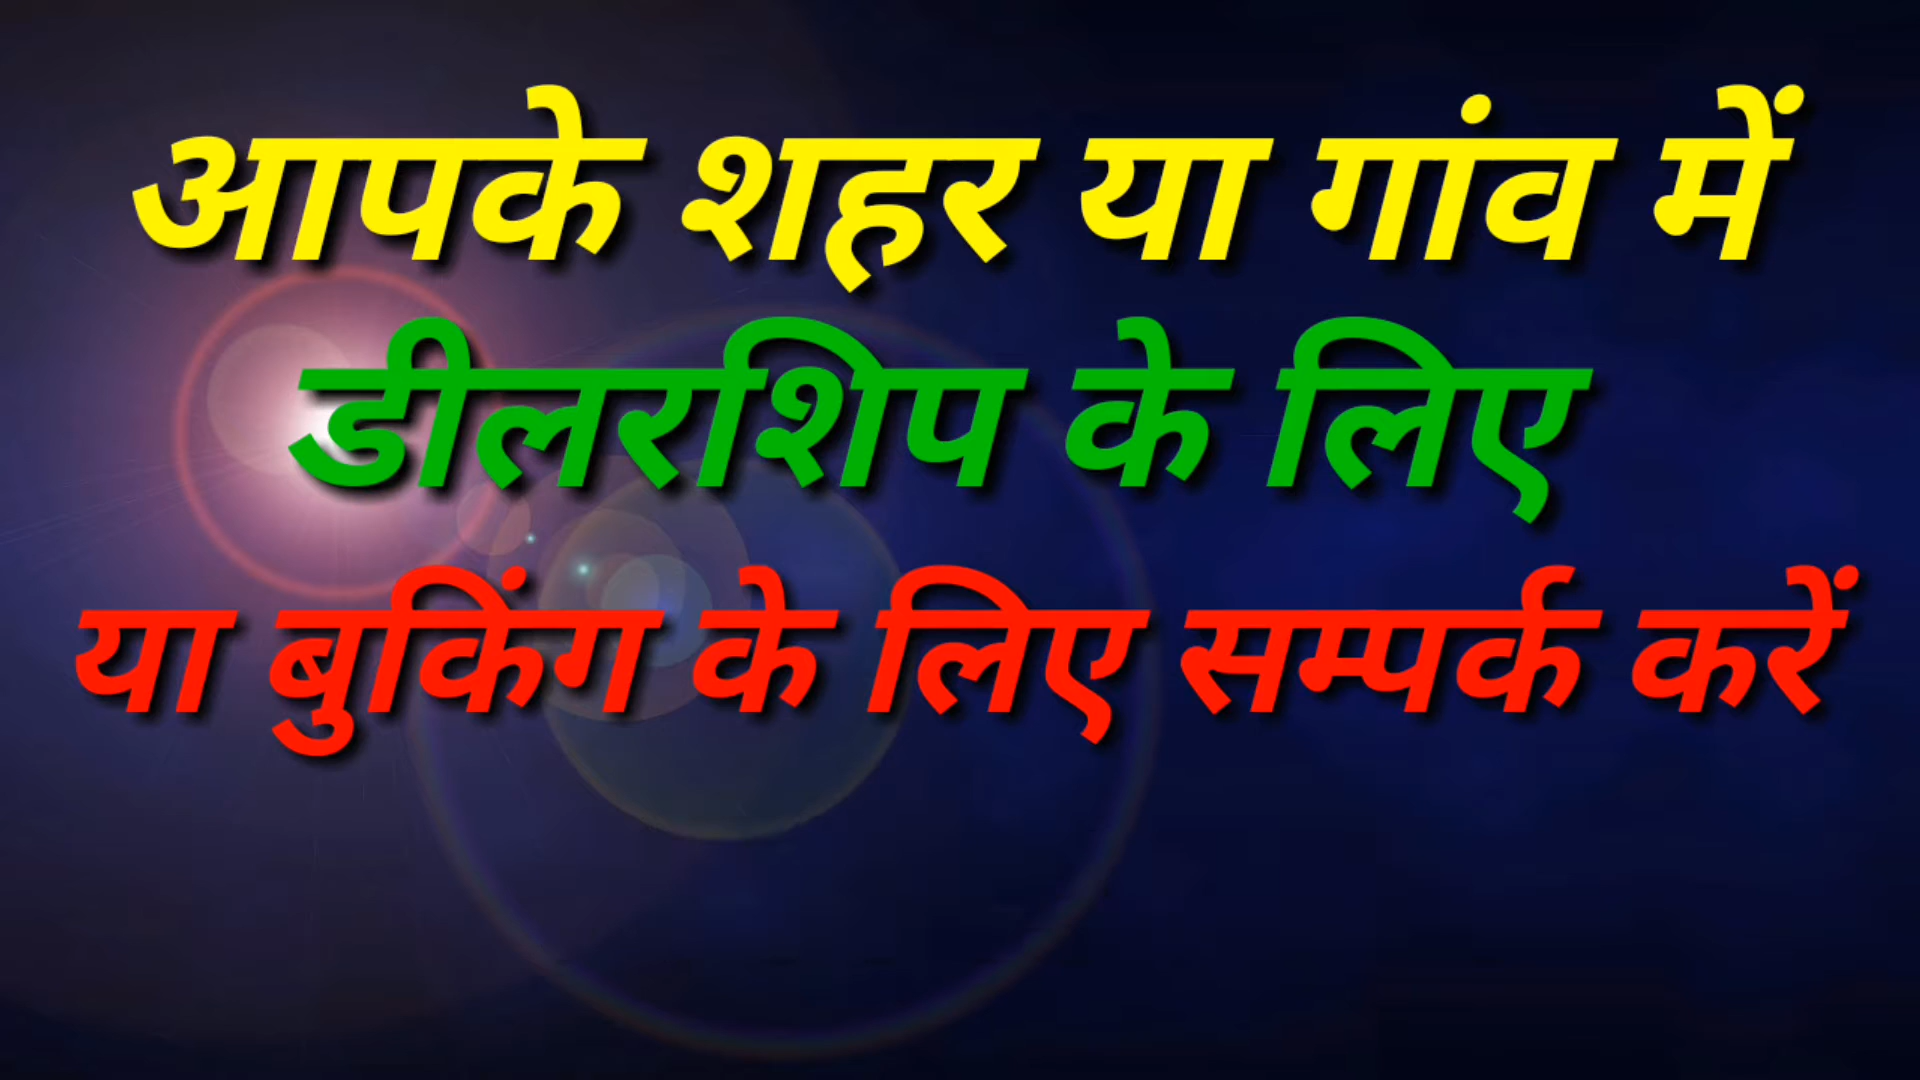 आपके शहर या गांव में
डीलरशिप के लिए
या बुकिंग के लिए सम्पर्क करें